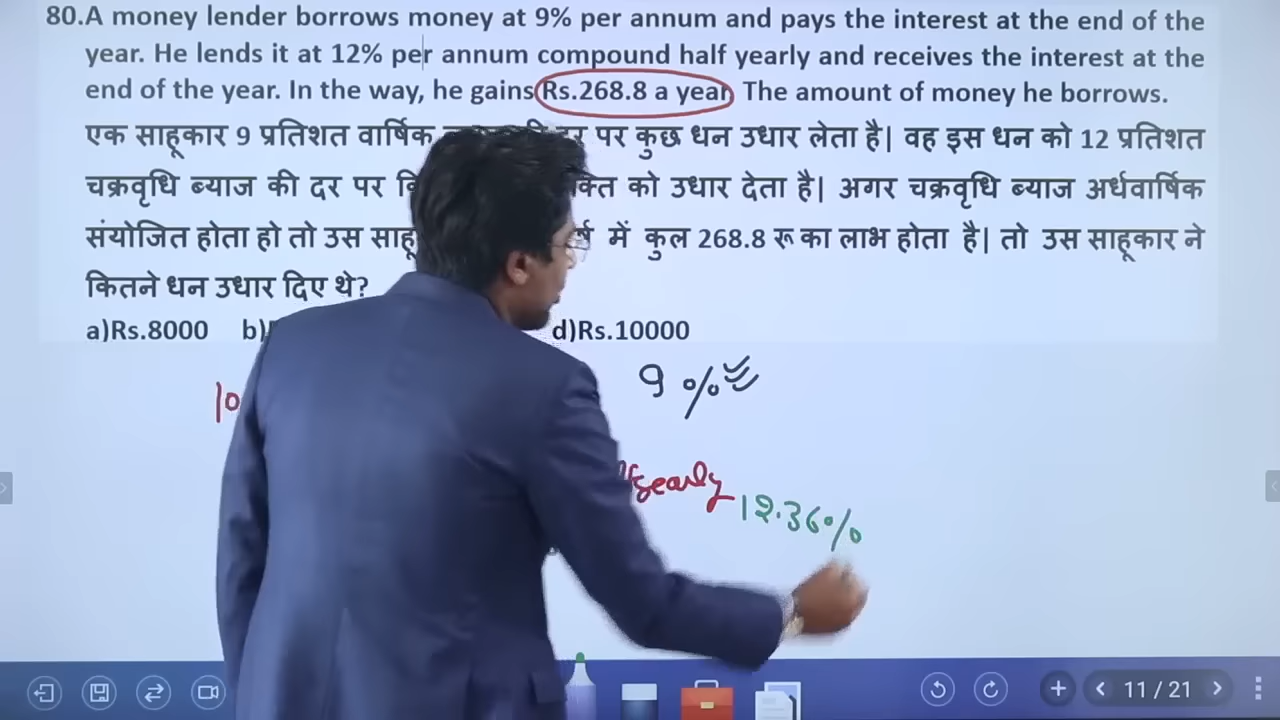 80.A money lender borrows money at 9% per annum and pays the interest at the end of the
year. He lends it at 12% per annum compound half yearly and receives the interest at the
end of the year. In the way, he gains Rs.268.8 a year The amount of money he borrows.
एक साहूकार 9 प्रतिशत वार्षिक पर कुछ धन उधार लेता है| वह इस धन को 12 प्रतिशत
चक्रवृधि ब्याज की दर पर को उधार देता है| अगर चक्रवृधि ब्याज अर्धवार्षिक
संयोजित होता हो तो उस में कुल 268.8 रू का लाभ होता है| तो उस साहूकार ने
कितने धन उधार दिए थे?
a)Rs.8000 b) d)Rs.10000
9 %
10
yearly
12.36%
11 / 21